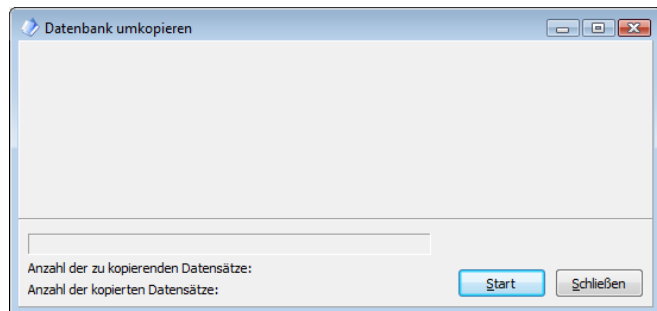 Datenbank umkopieren
Anzahl der zu kopierenden Datensätze:
Anzahl der kopierten Datensätze:
Start
Schließen